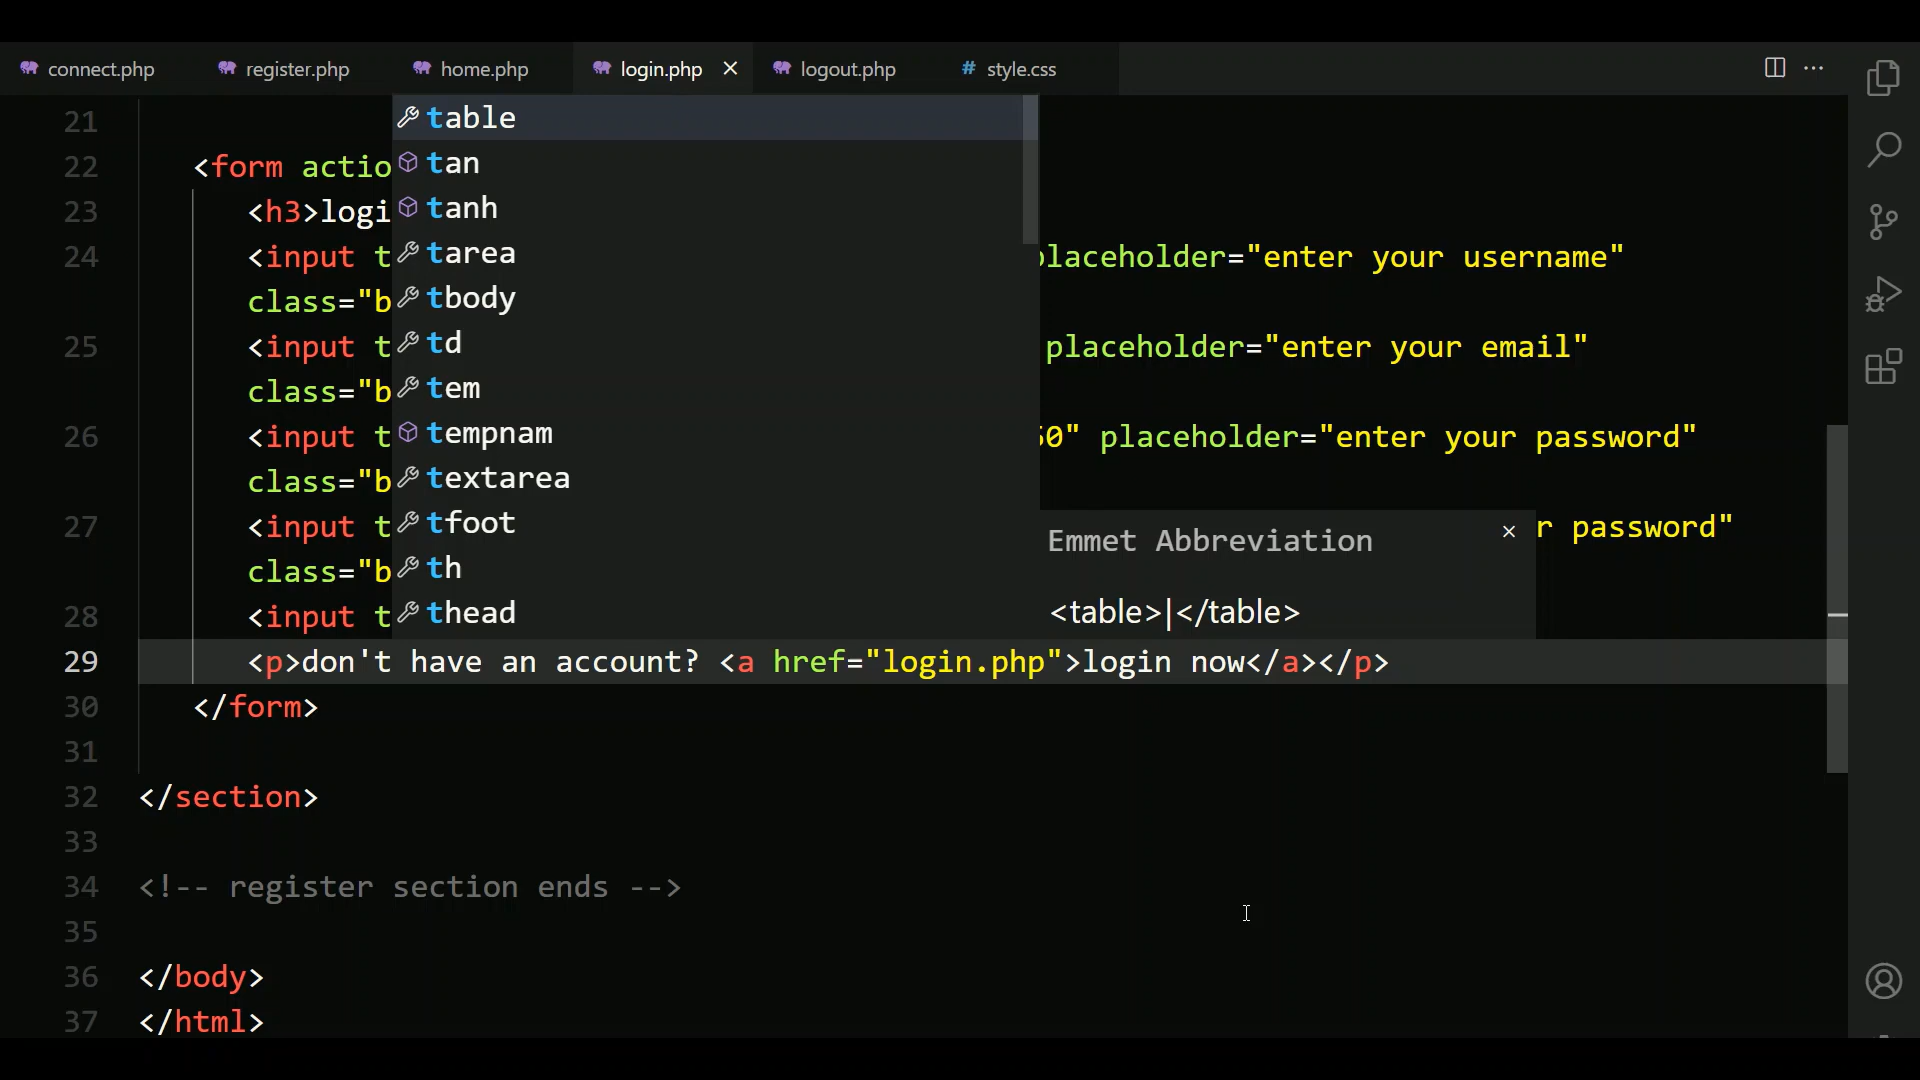 connect.php register.php home.php login.php × logout.php # style.css ...
21 table
22 <form actio tan
23 <h3>logi tanh
24 <input t tarea placeholder="enter your username"
class="b tbody
25 <input t td placeholder="enter your email"
class="b tem
26 <input t tempnam 50" placeholder="enter your password"
class="b textarea
27 <input t tfoot Emmet Abbreviation × r password"
class="b th
28 <input t thead <table>|</table>
29 <p>don't have an account? <a href="login.php">login now</a></p>
30 </form>
31
32 </section>
33
34 <!-- register section ends -->
35
36 </body>
37 </html>